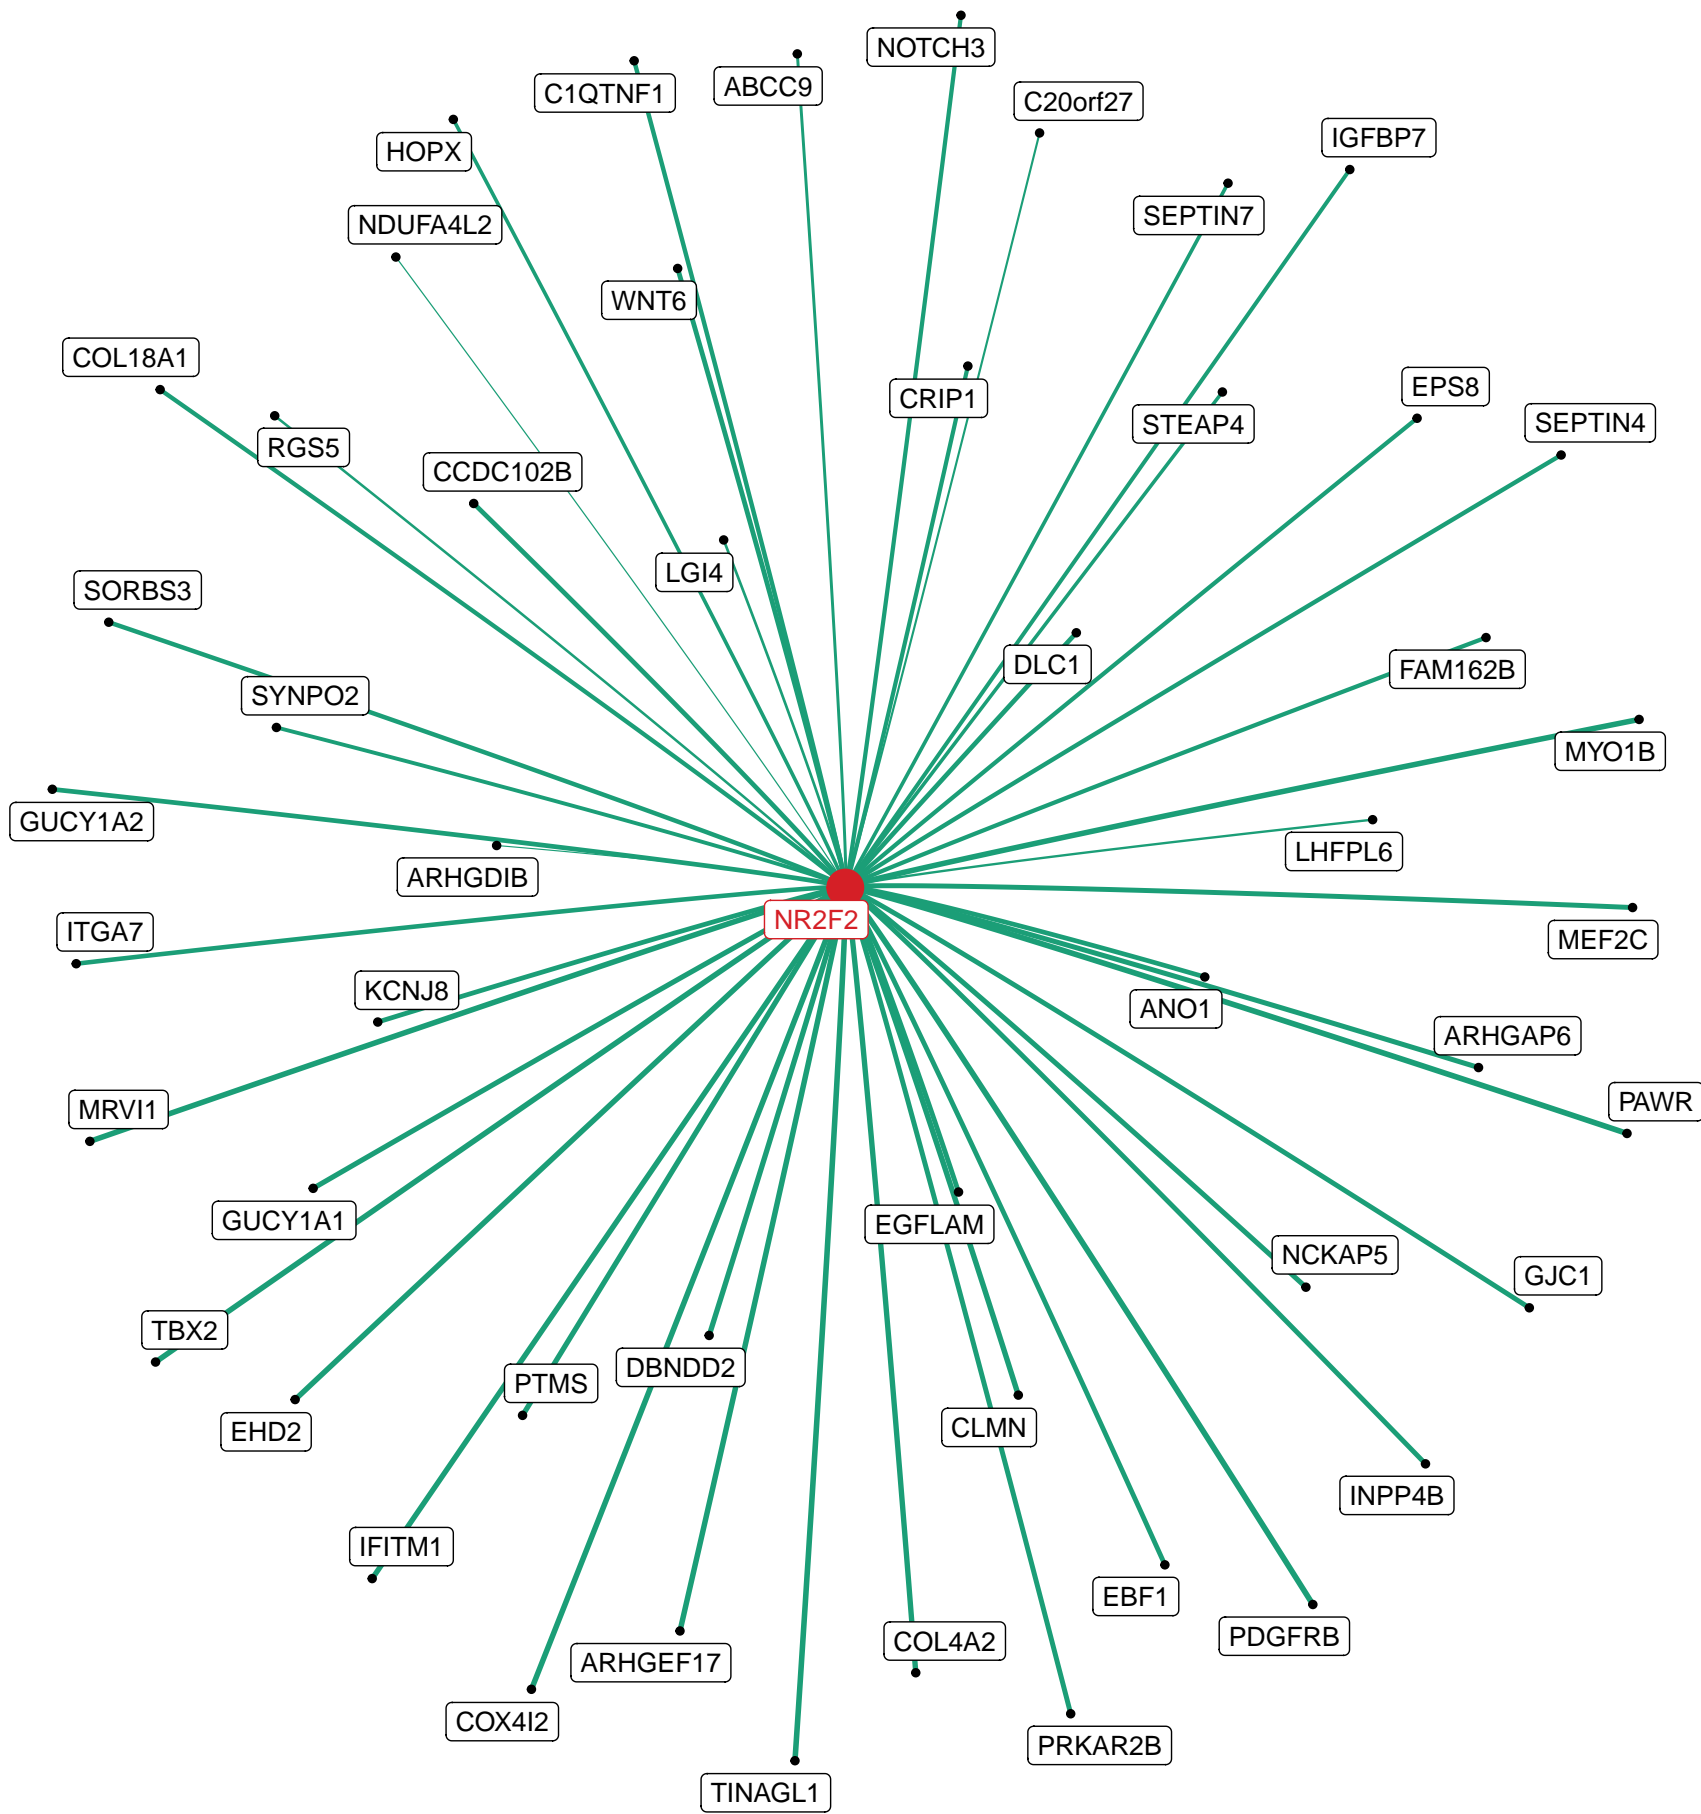 NOTCH3
C1QTNF1
ABCC9
C20orf27
HOPX
IGFBP7
NDUFA4L2
SEPTIN7
WNT6
COL18A1
EPS8
CRIP1
STEAP4
SEPTIN4
RGS5
CCDC102B
LGI4
SORBS3
DLC1
FAM162B
SYNPO2
MYO1B
GUCY1A2
LHFPL6
ARHGDIB
NR2F2
ITGA7
MEF2C
KCNJ8
ANO1
ARHGAP6
MRVI1
PAWR
GUCY1A1
EGFLAM
NCKAP5
GJC1
TBX2
DBNDD2
PTMS
EHD2
CLMN
INPP4B
IFITM1
EBF1
PDGFRB
COL4A2
ARHGEF17
COX4I2
PRKAR2B
TINAGL1